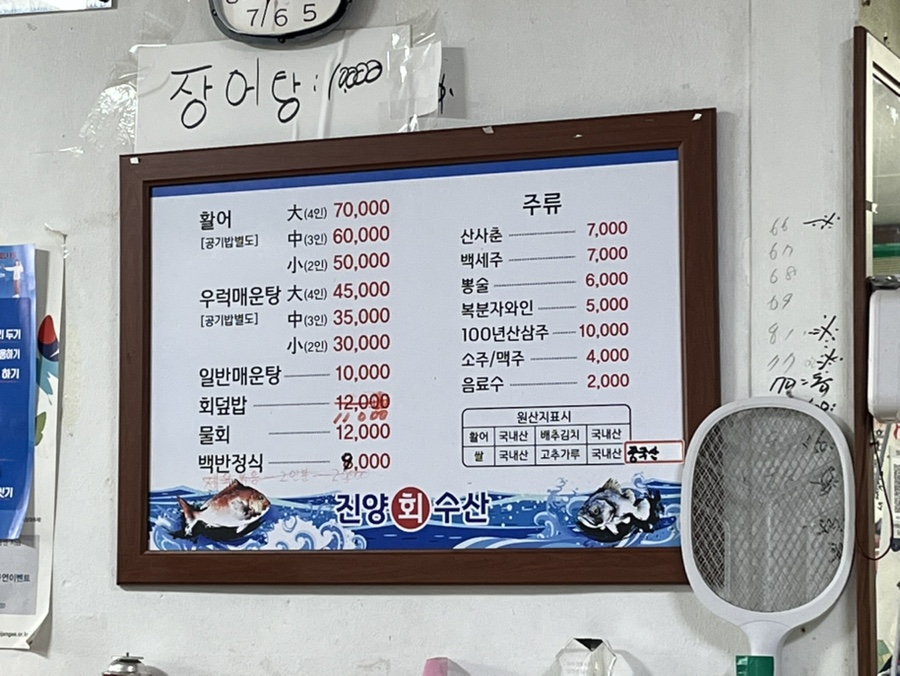 7 6 5
장어탕: 10,000
활어 大(4인) 70,000
[공기밥별도] 中(3인) 60,000
小(2인) 50,000
우럭매운탕 大(4인) 45,000
[공기밥별도] 中(3인) 35,000
小(2인) 30,000
일반매운탕 10,000
회덮밥 12,000
11000
물회 12,000
백반정식 8,000
주류
산사춘 7,000
백세주 7,000
뽕술 6,000
복분자와인 5,000
100년산삼주 10,000
소주/맥주 4,000
음료수 2,000
원산지표시
활어 국내산 배추김치 국내산
쌀 국내산 고추가루 국내산 중국산
진양 회 수산
66
67
68
69